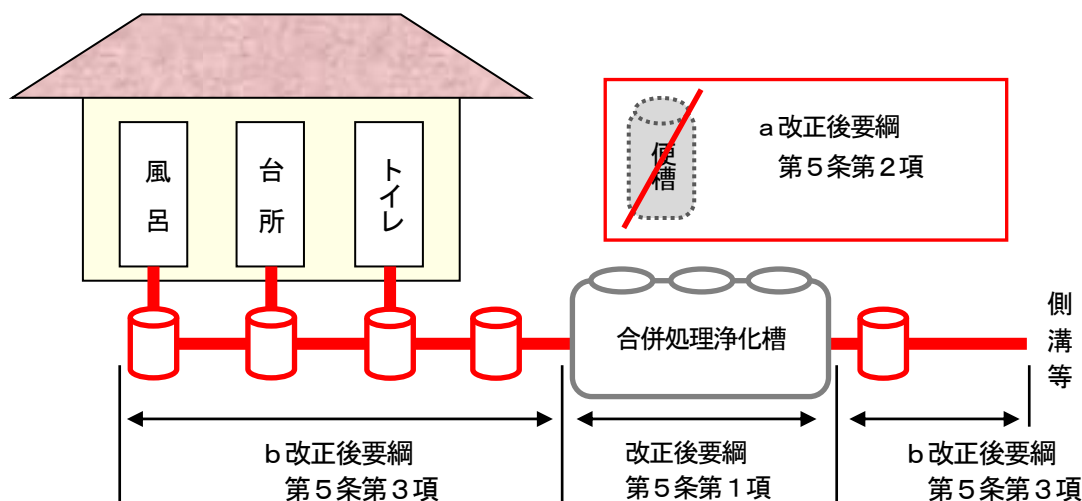 風呂
台所
トイレ
便槽
ａ改正後要綱
第５条第２項
合併処理浄化槽
側溝等
ｂ改正後要綱
第５条第３項
改正後要綱
第５条第１項
ｂ改正後要綱
第５条第３項